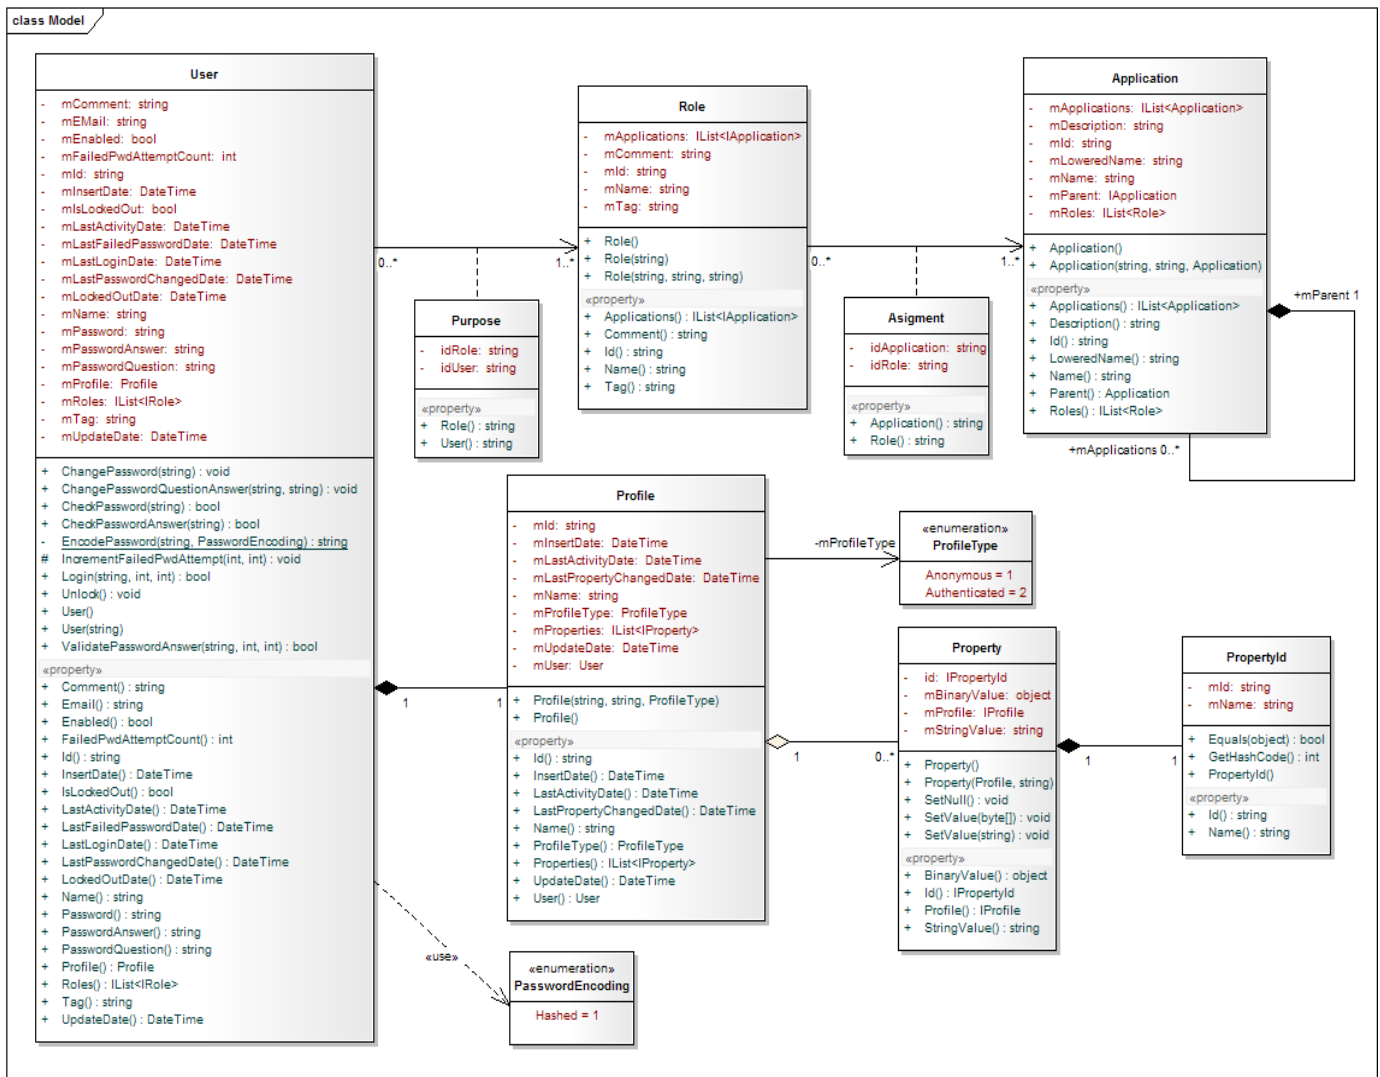 class Model
User
- mComment: string
- mEMail: string
- mEnabled: bool
- mFailedPwdAttemptCount: int
- mId: string
- mInsertDate: DateTime
- mIsLockedOut: bool
- mLastActivityDate: DateTime
- mLastFailedPasswordDate: DateTime
- mLastLoginDate: DateTime
- mLastPasswordChangedDate: DateTime
- mLockedOutDate: DateTime
- mName: string
- mPassword: string
- mPasswordAnswer: string
- mPasswordQuestion: string
- mProfile: Profile
- mRoles: IList<IRole>
- mTag: string
- mUpdateDate: DateTime
+ ChangePassword(string) : void
+ ChangePasswordQuestionAnswer(string, string) : void
+ CheckPassword(string) : bool
+ CheckPasswordAnswer(string) : bool
- EncodePassword(string, PasswordEncoding) : string
# IncrementFailedPwdAttempt(int, int) : void
+ Login(string, int, int) : bool
+ Unlock() : void
+ User()
+ User(string)
+ ValidatePasswordAnswer(string, int, int) : bool
«property»
+ Comment() : string
+ Email() : string
+ Enabled() : bool
+ FailedPwdAttemptCount() : int
+ Id() : string
+ InsertDate() : DateTime
+ IsLockedOut() : bool
+ LastActivityDate() : DateTime
+ LastFailedPasswordDate() : DateTime
+ LastLoginDate() : DateTime
+ LastPasswordChangedDate() : DateTime
+ LockedOutDate() : DateTime
+ Name() : string
+ Password() : string
+ PasswordAnswer() : string
+ PasswordQuestion() : string
+ Profile() : Profile
+ Roles() : IList<IRole>
+ Tag() : string
+ UpdateDate() : DateTime
0..*
1..*
Role
- mApplications: IList<IApplication>
- mComment: string
- mId: string
- mName: string
- mTag: string
+ Role()
+ Role(string)
+ Role(string, string, string)
«property»
+ Applications() : IList<IApplication>
+ Comment() : string
+ Id() : string
+ Name() : string
+ Tag() : string
0..*
1..*
Application
- mApplications: IList<Application>
- mDescription: string
- mId: string
- mLoweredName: string
- mName: string
- mParent: IApplication
- mRoles: IList<Role>
+ Application()
+ Application(string, string, Application)
«property»
+ Applications() : IList<Application>
+ Description() : string
+ Id() : string
+ LoweredName() : string
+ Name() : string
+ Parent() : Application
+ Roles() : IList<Role>
+mParent 1
+mApplications 0..*
Purpose
- idRole: string
- idUser: string
«property»
+ Role() : string
+ User() : string
Asigment
- idApplication: string
- idRole: string
«property»
+ Application() : string
+ Role() : string
Profile
- mId: string
- mInsertDate: DateTime
- mLastActivityDate: DateTime
- mLastPropertyChangedDate: DateTime
- mName: string
- mProfileType: ProfileType
- mProperties: IList<IProperty>
- mUpdateDate: DateTime
- mUser: User
+ Profile(string, string, ProfileType)
+ Profile()
«property»
+ Id() : string
+ InsertDate() : DateTime
+ LastActivityDate() : DateTime
+ LastPropertyChangedDate() : DateTime
+ Name() : string
+ ProfileType() : ProfileType
+ Properties() : IList<IProperty>
+ UpdateDate() : DateTime
+ User() : User
1
1
-mProfileType
«enumeration»
ProfileType
Anonymous = 1
Authenticated = 2
1
0..*
Property
- id: IPropertyId
- mBinaryValue: object
- mProfile: IProfile
- mStringValue: string
+ Property()
+ Property(Profile, string)
+ SetNull() : void
+ SetValue(byte[]) : void
+ SetValue(string) : void
«property»
+ BinaryValue() : object
+ Id() : IPropertyId
+ Profile() : IProfile
+ StringValue() : string
1
1
PropertyId
- mId: string
- mName: string
+ Equals(object) : bool
+ GetHashCode() : int
+ PropertyId()
«property»
+ Id() : string
+ Name() : string
«use»
«enumeration»
PasswordEncoding
Hashed = 1